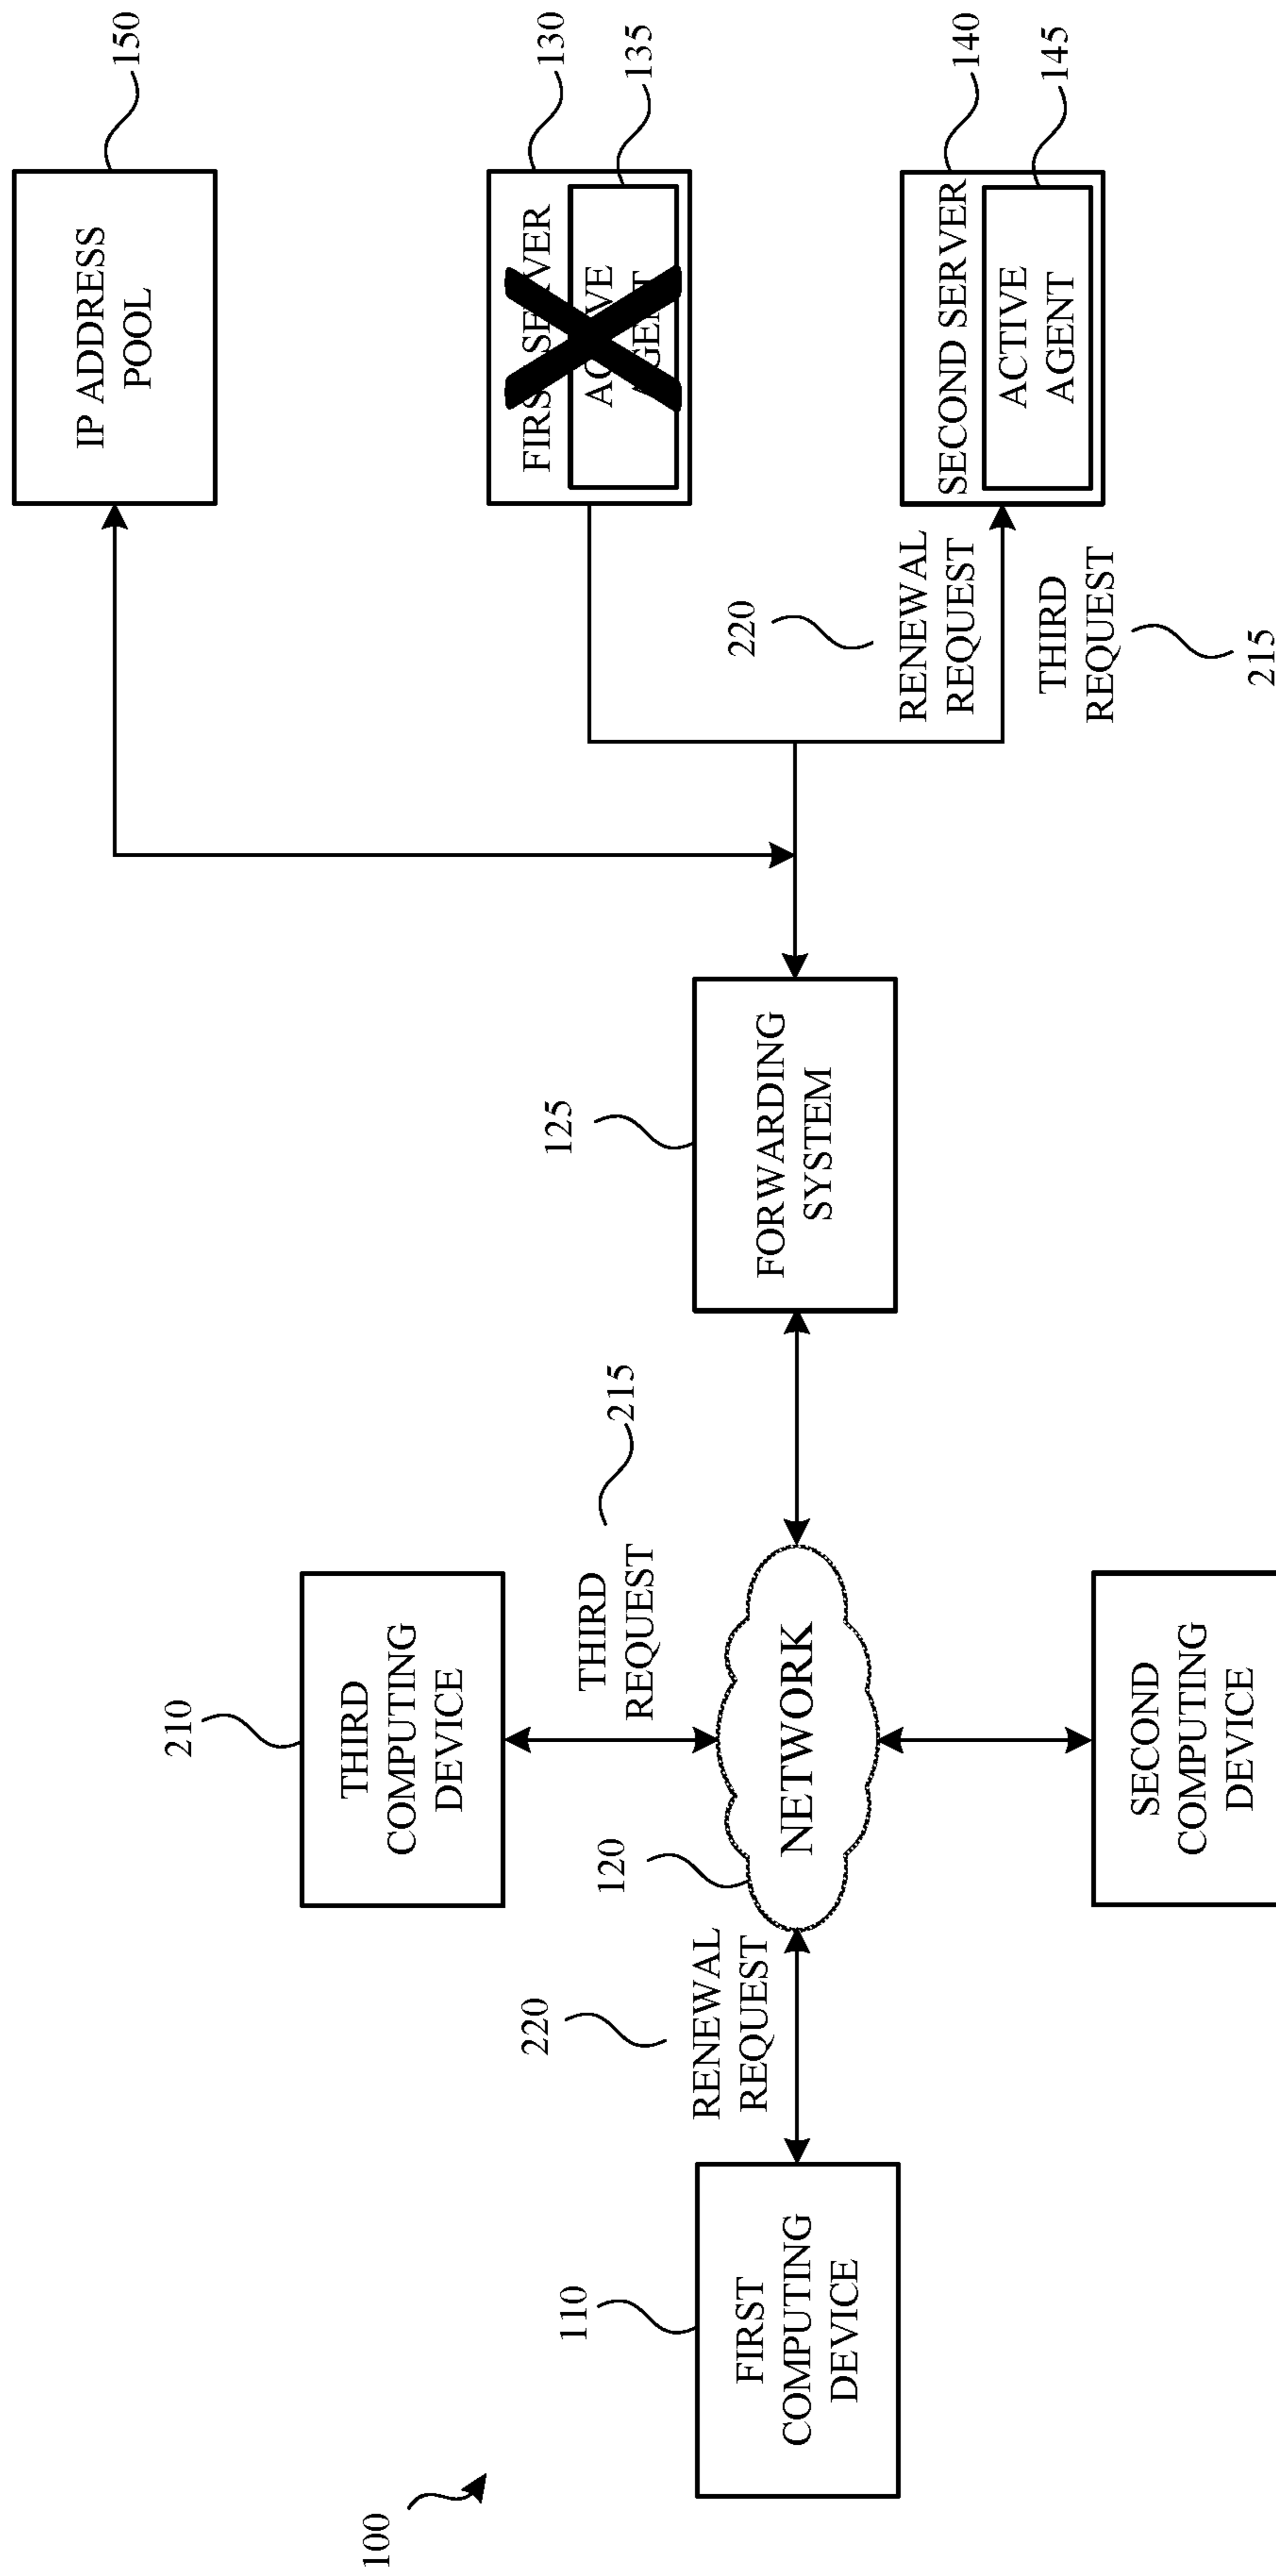 100
FIRST
COMPUTING
DEVICE
110
RENEWAL
REQUEST
220
NETWORK
120
THIRD
COMPUTING
DEVICE
210
THIRD
REQUEST
215
SECOND
COMPUTING
DEVICE
FORWARDING
SYSTEM
125
IP ADDRESS
POOL
150
FIRST SERVER
130
ACTIVE
AGENT
135
220
RENEWAL
REQUEST
THIRD
REQUEST
215
SECOND SERVER
140
ACTIVE
AGENT
145